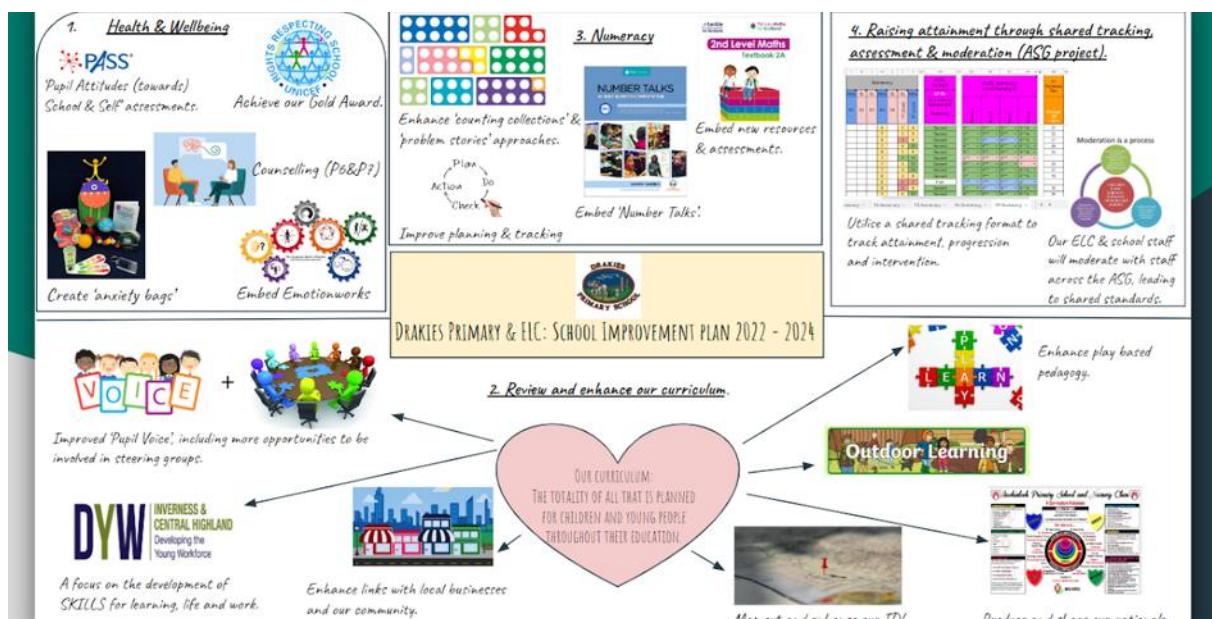 1. Health & Wellbeing
PASS
'Pupil Attitudes (towards)
School & Self' assessments.
RIGHTS RESPECTING SCHOOLS
UNICEF
Achieve our Gold Award.
Counselling (P6&P7)
Create 'anxiety bags'
Embed Emotionworks
3. Numeracy
Enhance 'counting collections' &
'problem stories' approaches.
Plan
Do
Check
Action
Improve planning & tracking
NUMBER TALKS
Embed 'Number Talks'.
2nd Level Maths
Textbook 2A
Embed new resources
& assessments.
4. Raising attainment through shared tracking,
assessment & moderation (ASG project).
Utilise a shared tracking format to
track attainment, progression
and intervention.
Moderation is a process
Our ELC & school staff
will moderate with staff
across the ASG, leading
to shared standards.
DRAKIES
PRIMARY SCHOOL
DRAKIES PRIMARY & ELC: SCHOOL IMPROVEMENT PLAN 2022 - 2024
2. Review and enhance our curriculum.
VOICE
+
Improved 'Pupil Voice', including more opportunities to be
involved in steering groups.
DYW
INVERNESS &
CENTRAL HIGHLAND
Developing the
Young Workforce
A focus on the development of
SKILLS for learning, life and work.
Enhance links with local businesses
and our community.
OUR CURRICULUM:
THE TOTALITY OF ALL THAT IS PLANNED
FOR CHILDREN AND YOUNG PEOPLE
THROUGHOUT THEIR EDUCATION.
PLAY
LEARN
Enhance play based
pedagogy.
Outdoor Learning